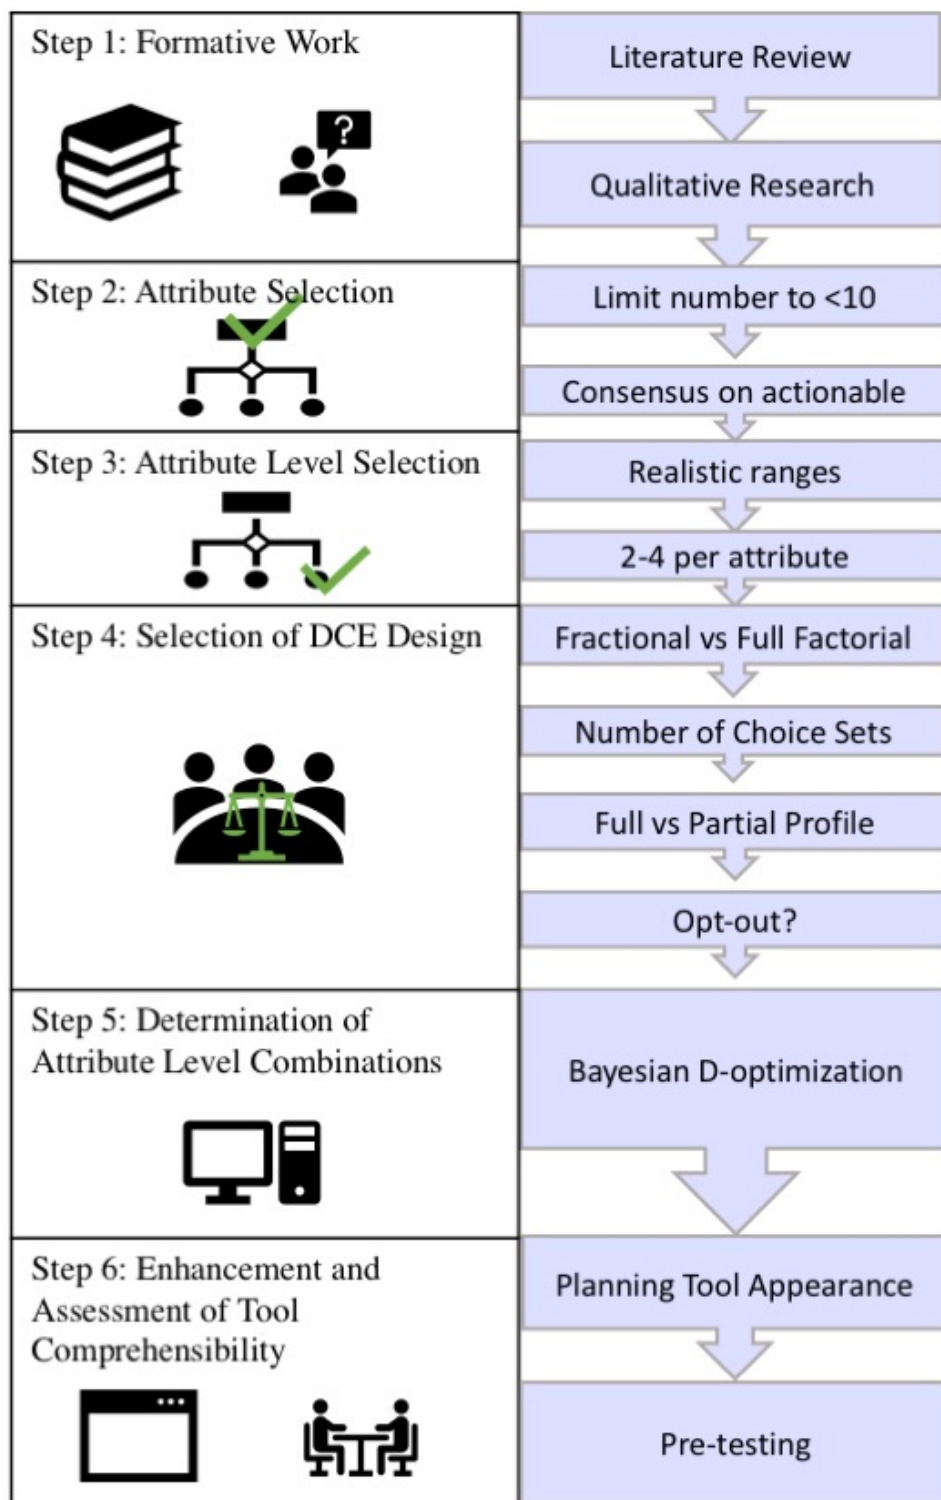 Step 1: Formative Work
Literature Review
?
Qualitative Research
Step 2: Attribute Selection
Limit number to <10
Consensus on actionable
Step 3: Attribute Level Selection
Realistic ranges
2-4 per attribute
Step 4: Selection of DCE Design
Fractional vs Full Factorial
Number of Choice Sets
Full vs Partial Profile
Opt-out?
Step 5: Determination of
Attribute Level Combinations
Bayesian D-optimization
Step 6: Enhancement and
Assessment of Tool
Comprehensibility
Planning Tool Appearance
Pre-testing